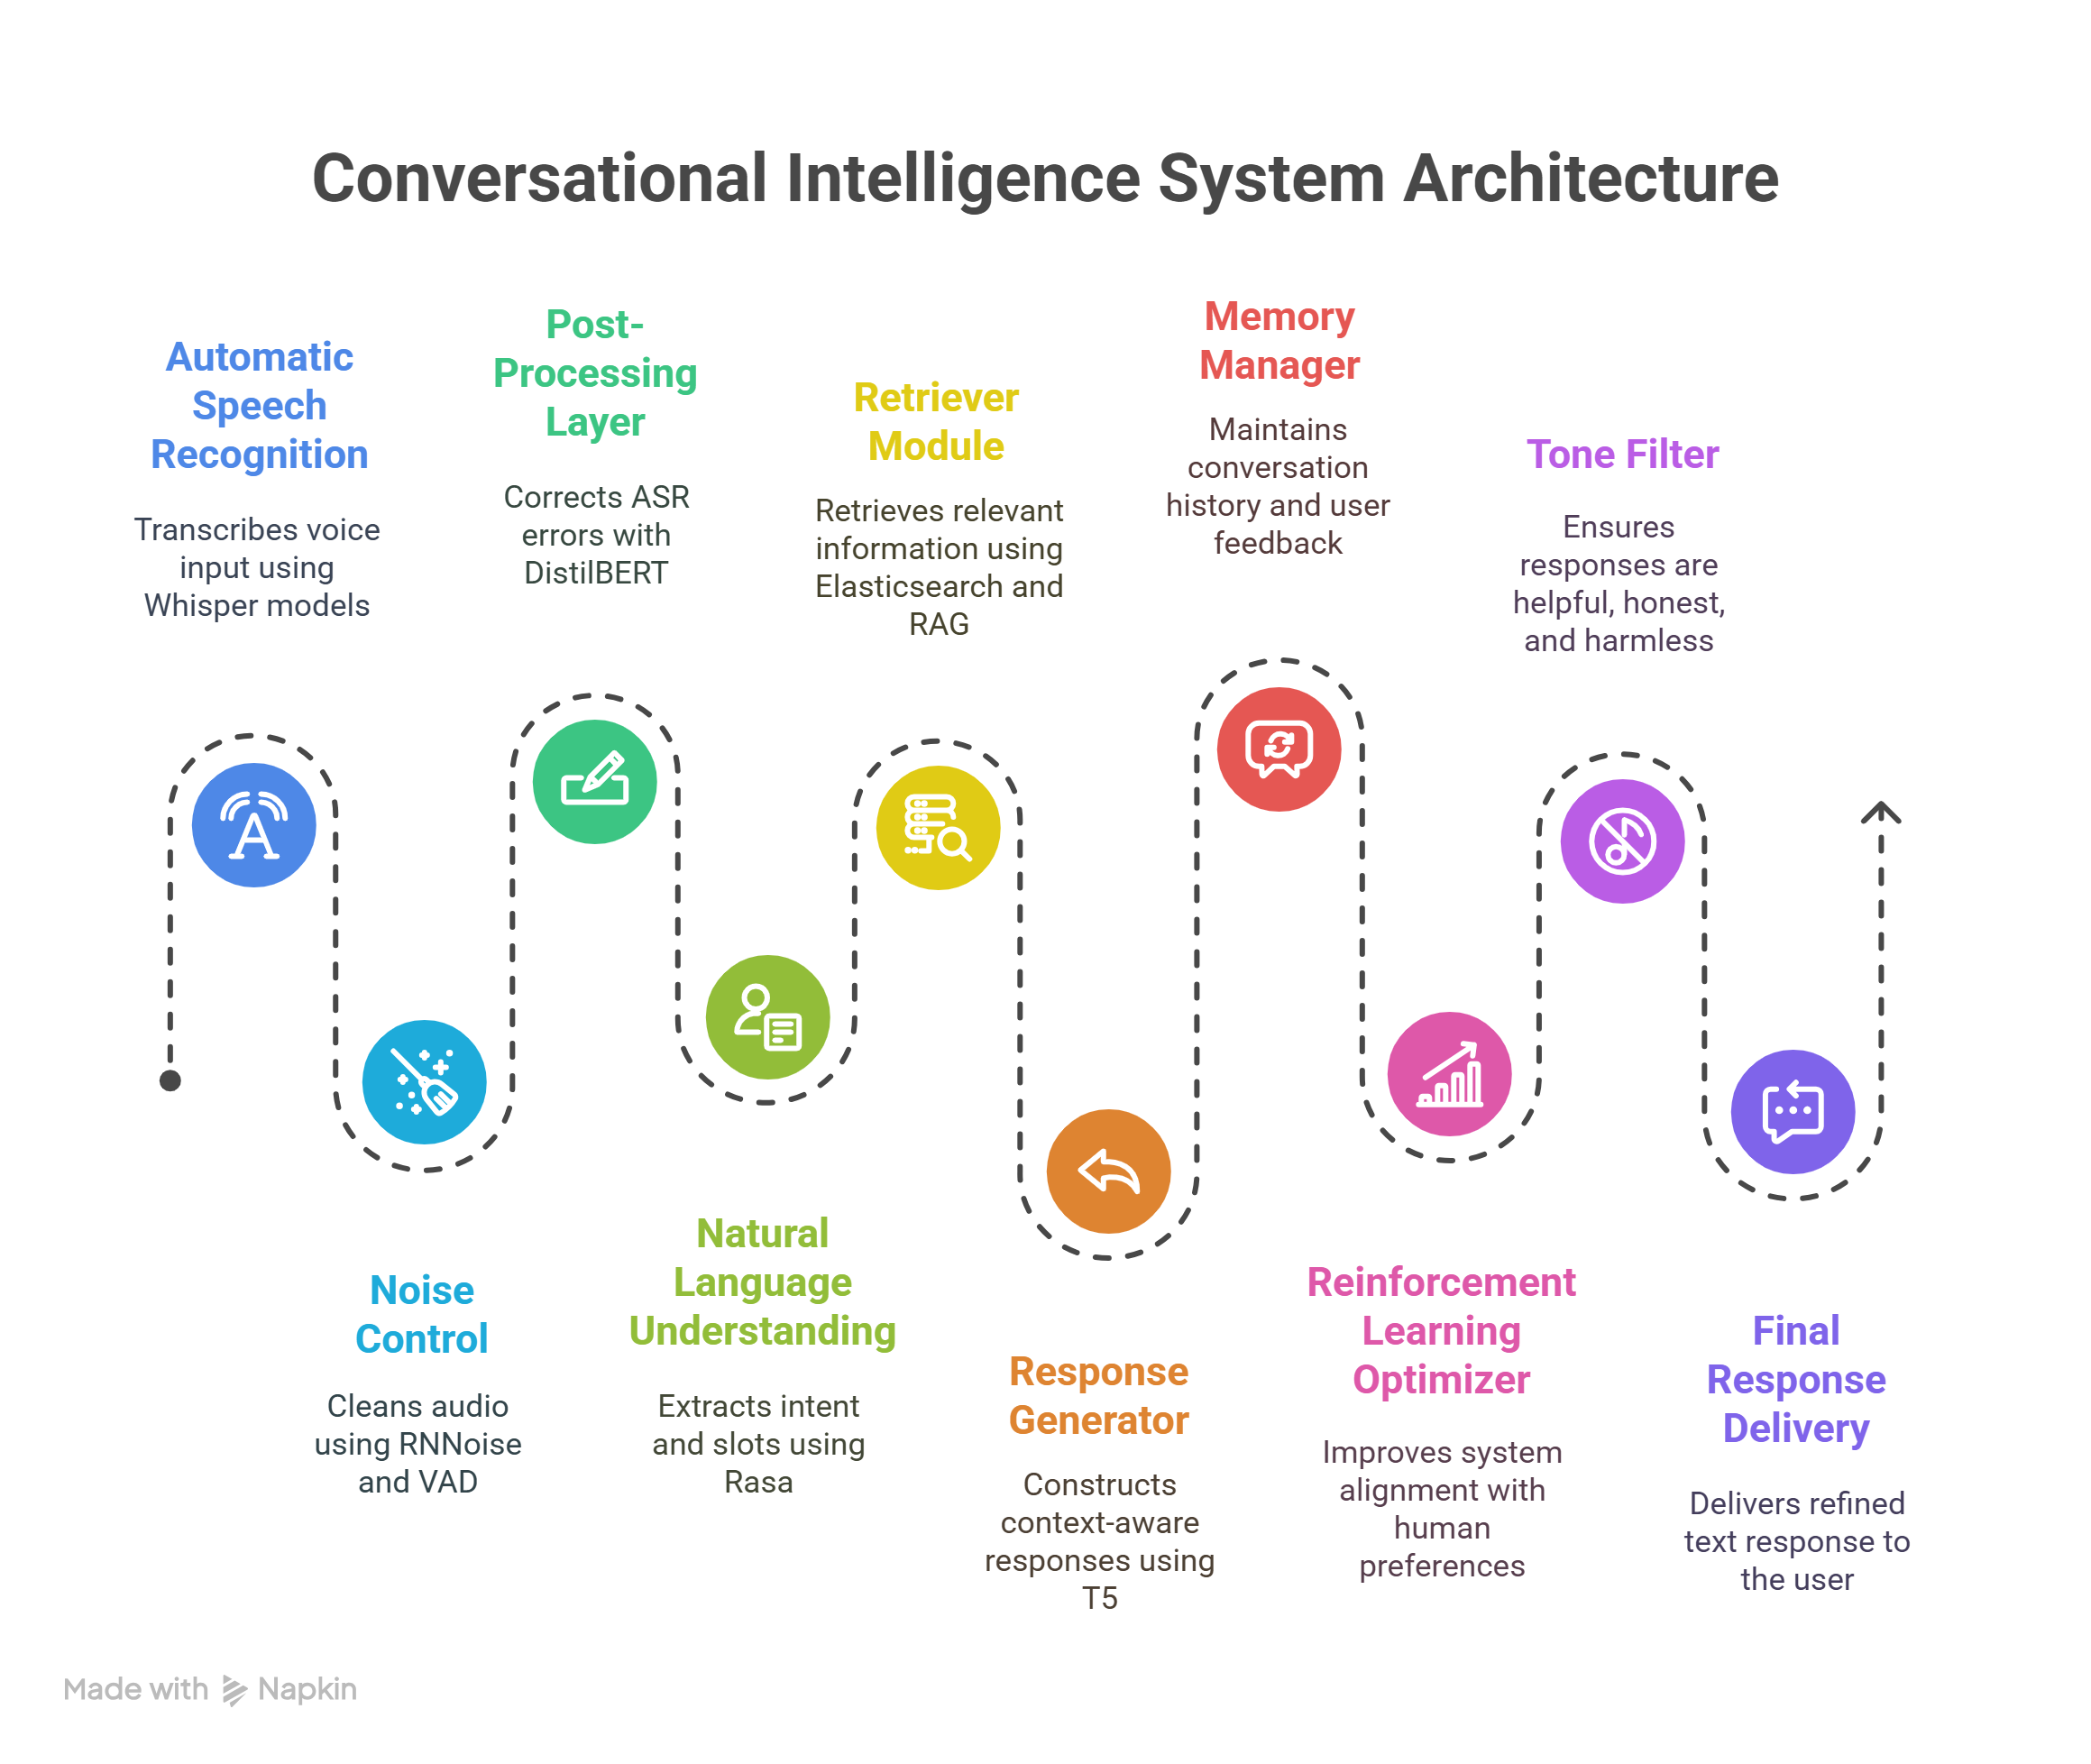 Conversational Intelligence System Architecture
Automatic
Speech
Recognition
Transcribes voice
input using
Whisper models
Noise
Control
Cleans audio
using RNNoise
and VAD
Post-
Processing
Layer
Corrects ASR
errors with
DistilBERT
Natural
Language
Understanding
Extracts intent
and slots using
Rasa
Retriever
Module
Retrieves relevant
information using
Elasticsearch and
RAG
Response
Generator
Constructs
context-aware
responses using
T5
Memory
Manager
Maintains
conversation
history and user
feedback
Reinforcement
Learning
Optimizer
Improves system
alignment with
human
preferences
Tone Filter
Ensures
responses are
helpful, honest,
and harmless
Final
Response
Delivery
Delivers refined
text response to
the user
Made with Napkin